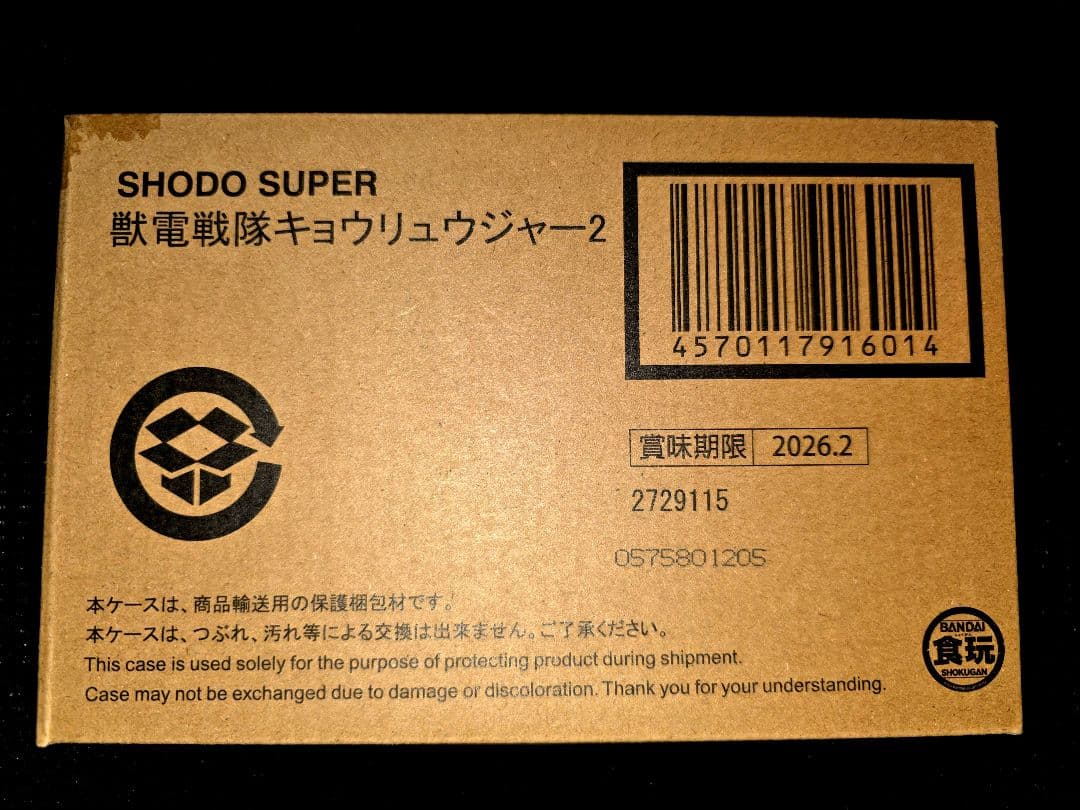 SHODO SUPER
獣電戦隊キョウリュウジャー2
4570117916014
賞味期限 2026.2
2729115
0575801205
本ケースは、商品輸送用の保護梱包材です。
本ケースは、つぶれ、汚れ等による交換は出来ません。ご了承ください。
This case is used solely for the purpose of protecting product during shipment.
Case may not be exchanged due to damage or discoloration. Thank you for your understanding.
BANDAI
食玩
SHOKUGAN